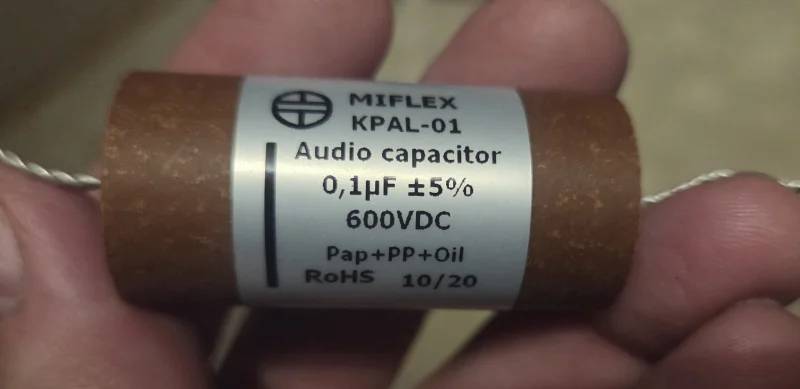 MIFLEX
KPAL-01
Audio capacitor
0,1µF ±5%
600VDC
Pap+PP+Oil
RoHS 10/20